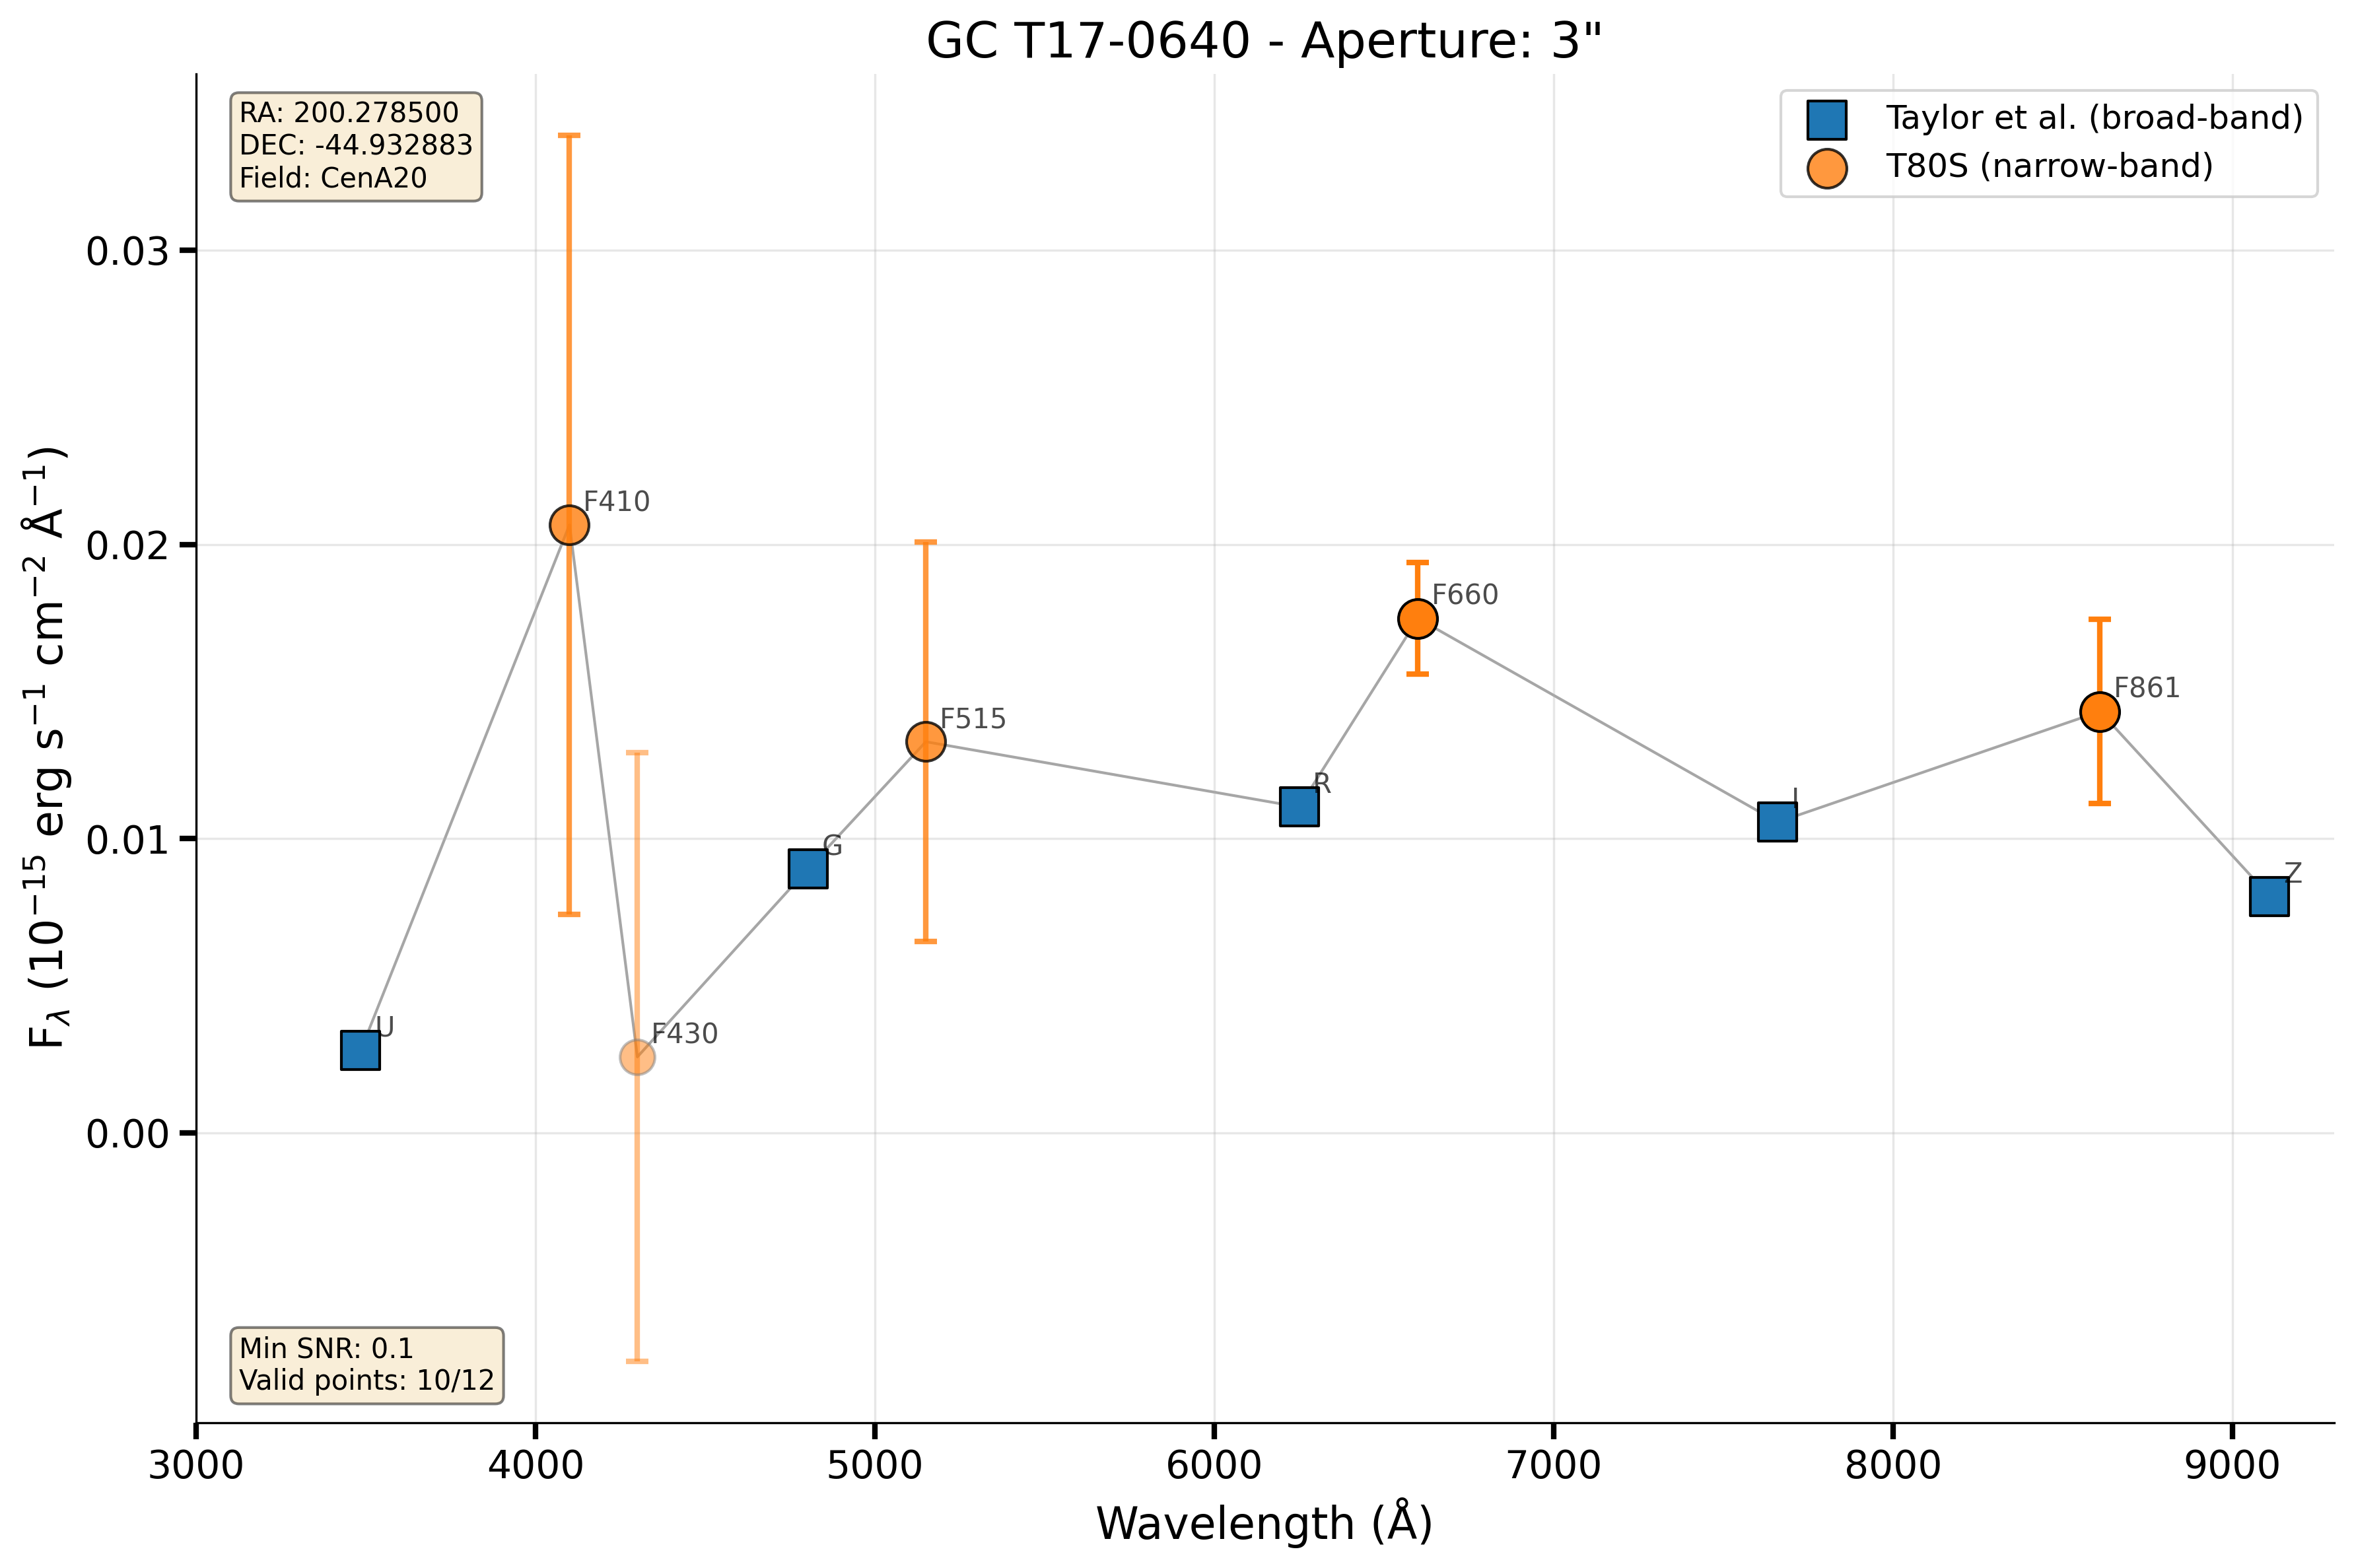 GC T17-0640 - Aperture: 3"
RA: 200.278500
DEC: -44.932883
Field: CenA20
Taylor et al. (broad-band)
T80S (narrow-band)
F_λ (10⁻¹⁵ erg s⁻¹ cm⁻² Å⁻¹)
0.03
0.02
0.01
0.00
U
F410
F430
G
F515
R
F660
I
F861
Z
Min SNR: 0.1
Valid points: 10/12
3000 4000 5000 6000 7000 8000 9000
Wavelength (Å)